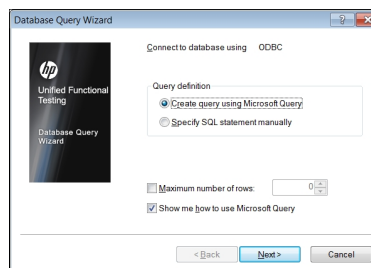 Database Query Wizard
?
X
hp
Unified Functional
Testing
Database Query
Wizard
Connect to database using ODBC
Query definition
Create query using Microsoft Query
Specify SQL statement manually
Maximum number of rows: 0
Show me how to use Microsoft Query
< Back Next > Cancel